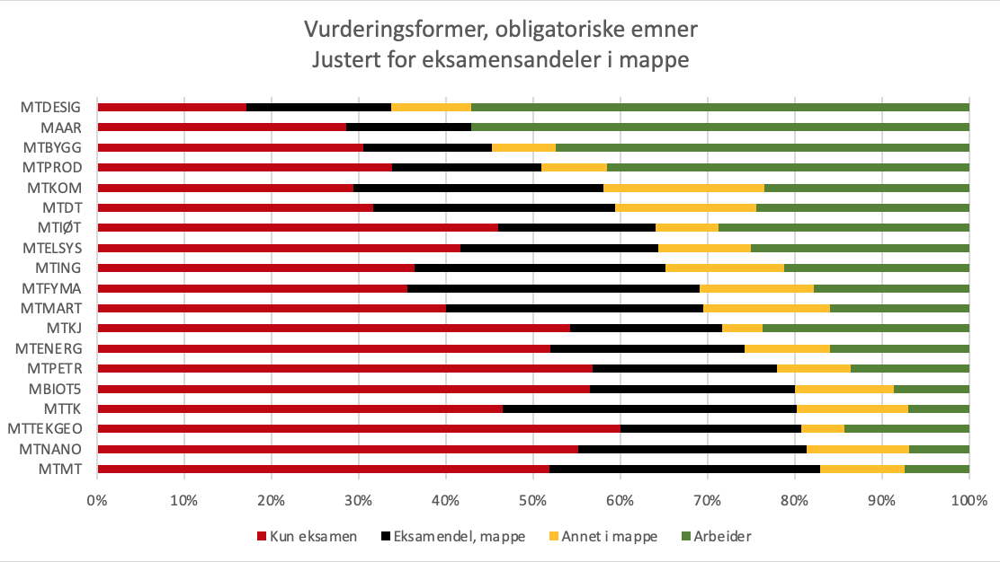 Vurderingsformer, obligatoriske emner
Justert for eksamensandeler i mappe
MTDESIG
MAAR
MTBYGG
MTPROD
MTKOM
MTDT
MTIØT
MTELSYS
MTING
MTFYMA
MTMART
MTKJ
MTENERG
MTPETR
MBIOT5
MTTK
MTTEKGEO
MTNANO
MTMT
0% 10% 20% 30% 40% 50% 60% 70% 80% 90% 100%
Kun eksamen Eksamendel, mappe Annet i mappe Arbeider